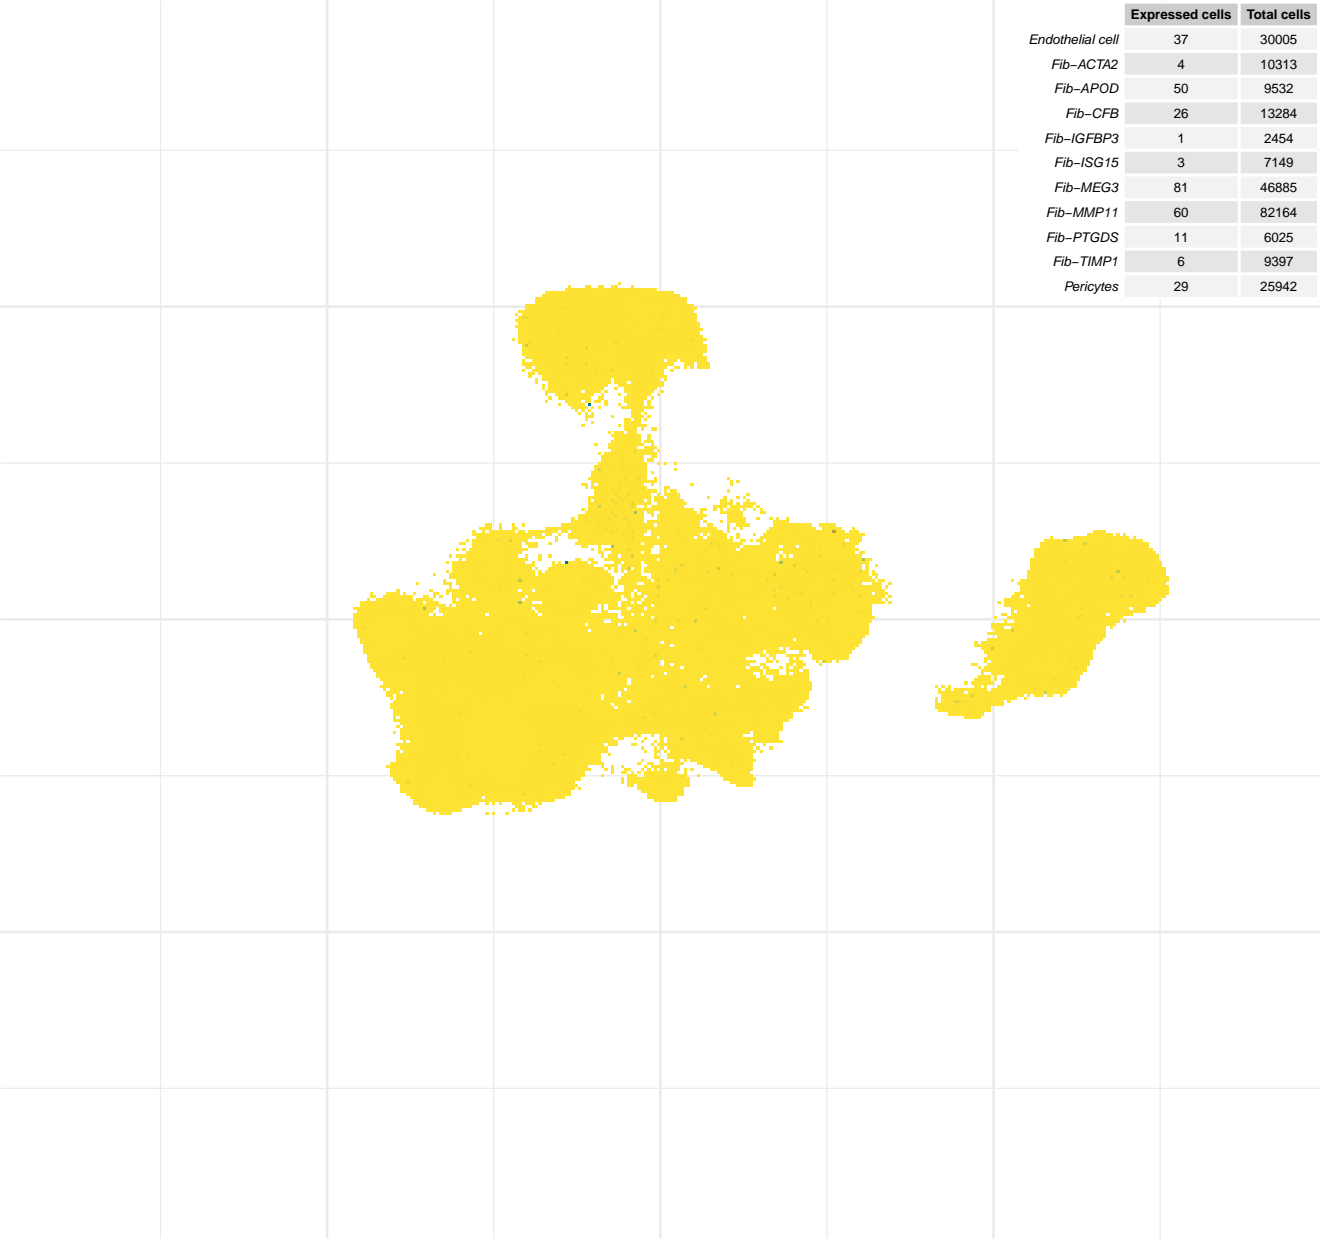 Expressed cells Total cells
Endothelial cell 37 30005
Fib−ACTA2 4 10313
Fib−APOD 50 9532
Fib−CFB 26 13284
Fib−IGFBP3 1 2454
Fib−ISG15 3 7149
Fib−MEG3 81 46885
Fib−MMP11 60 82164
Fib−PTGDS 11 6025
Fib−TIMP1 6 9397
Pericytes 29 25942